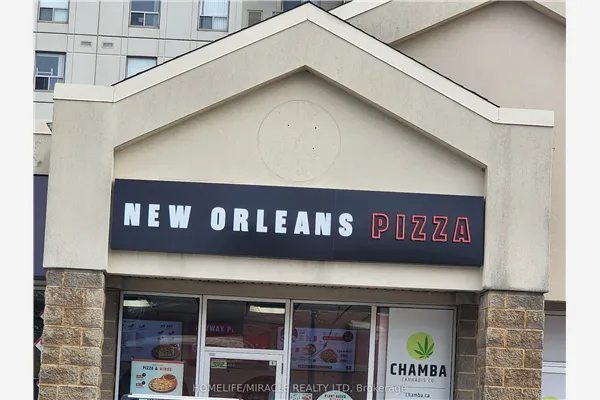 NEW ORLEANS PIZZA
PIZZA & WINGS
CHAMBA
CANNABIS CO.
chamba.ca
HOMELIFE/MIRACLE REALTY LTD, Brokerage